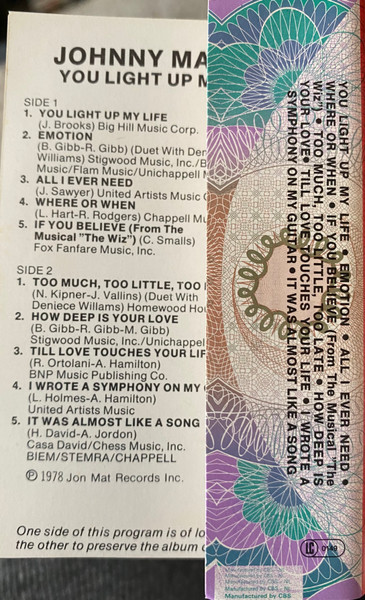 JOHNNY MA
YOU LIGHT UP M
SIDE 1
1. YOU LIGHT UP MY LIFE
(J. Brooks) Big Hill Music Corp.
2. EMOTION
(B. Gibb-R. Gibb) (Duet With Den
Williams) Stigwood Music, Inc./B
Music/Flam Music/Unichappell M
3. ALL I EVER NEED
(J. Sawyer) United Artists Music C
4. WHERE OR WHEN
(L. Hart-R. Rodgers) Chappell Mu
5. IF YOU BELIEVE (From The
Musical "The Wiz") (C. Smalls)
Fox Fanfare Music, Inc.
SIDE 2
1. TOO MUCH, TOO LITTLE, TOO
(N. Kipner-J. Vallins) (Duet With
Deniece Wllams) Homewood Hou
2. HOW DEEP IS YOUR LOVE
(B. Gibb-R. Gibb-M. Gibb)
Stigwood Music, Inc./Unichapel
3. TILL LOVE TOUCHES YOUR LIF
(R. Ortolani-A. Hamilton)
BNP Music Publishing Co.
4. I WROTE A SYMPHONY ON MY
(L. Holmes-A. Hamilton)
United Artists Music
5. IT WAS ALMOST LIKE A SONG
(H. David-A. Jordon)
Casa David/Chess Music, Inc.
BIEM/STEMRA/CHAPPELL
℗ 1978 Jon Mat Records Inc.
One side of this program is of lo
the other to preserve the album c
YOU LIGHT UP MY LIFE • EMOTION • ALL I EVER NEED •
WHERE OR WHEN • IF YOU BELIEVE (From The Musical "The
Wiz") • TOO MUCH, TOO LITTLE, TOO LATE • HOW DEEP IS
YOUR LOVE • TILL LOVE TOUCHES YOUR LIFE • I WROTE A
SYMPHONY ON MY GUITAR • IT WAS ALMOST LIKE A SONG
LC 0149
Manufactured by CBS